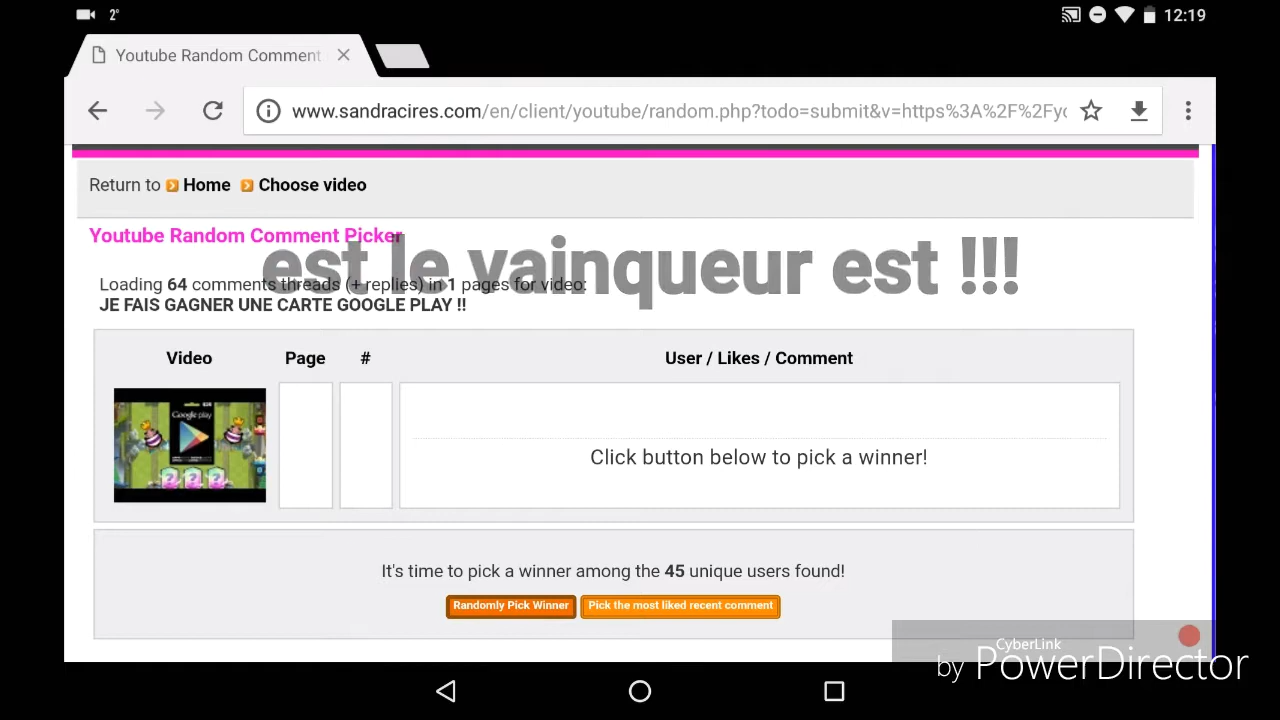 2°
12:19
Youtube Random Comment
www.sandracires.com/en/client/youtube/random.php?todo=submit&v=https%3A%2F%2Fyo
Return to Home Choose video
Youtube Random Comment Picker
est le vainqueur est !!!
Loading 64 comments threads (+ replies) in 1 pages for video:
JE FAIS GAGNER UNE CARTE GOOGLE PLAY !!
Video Page # User / Likes / Comment
Google play
Click button below to pick a winner!
It's time to pick a winner among the 45 unique users found!
Randomly Pick Winner Pick the most liked recent comment
CyberLink
by PowerDirector